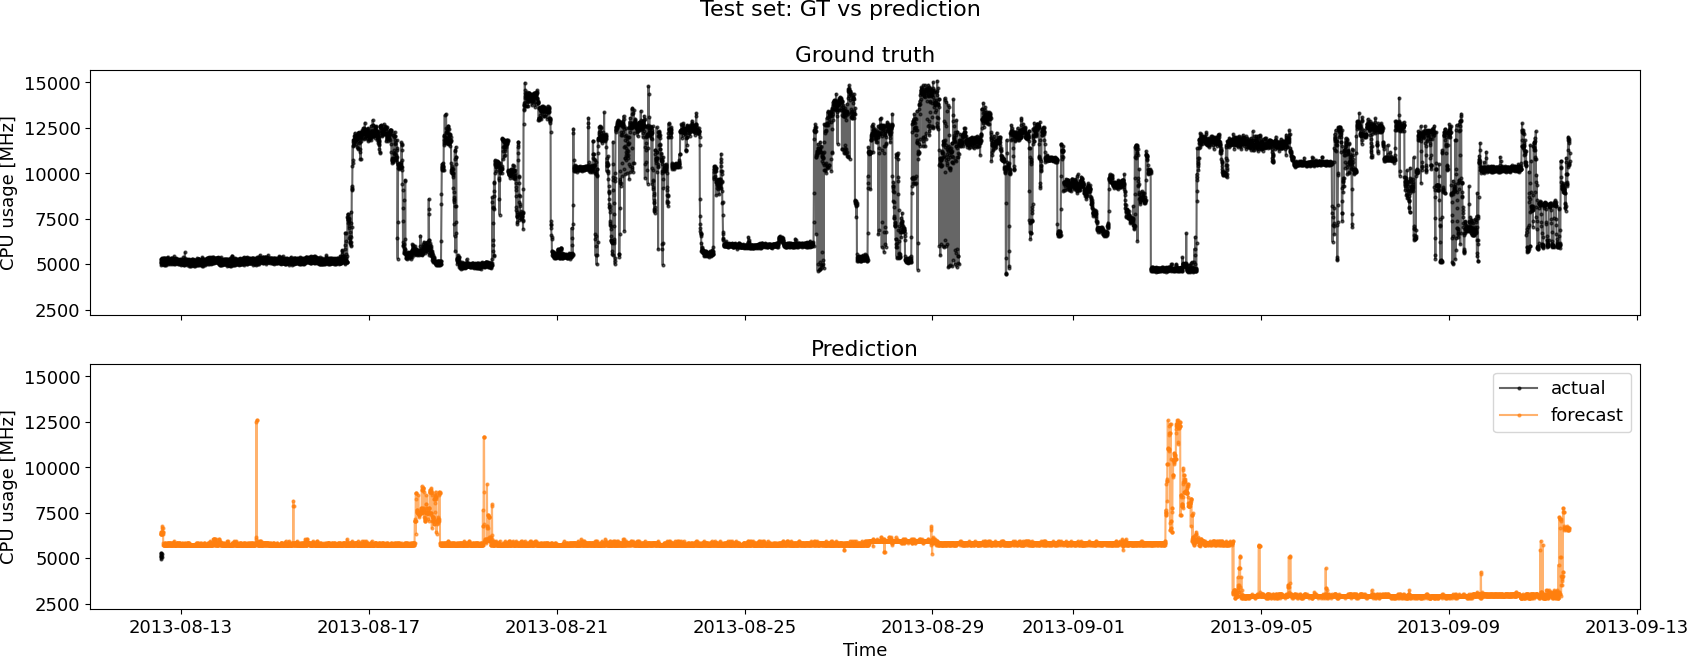 Test set: GT vs prediction
Ground truth
CPU usage [MHz]
15000
12500
10000
7500
5000
2500
Prediction
CPU usage [MHz]
15000
12500
10000
7500
5000
2500
actual
forecast
2013-08-13 2013-08-17 2013-08-21 2013-08-25 2013-08-29 2013-09-01 2013-09-05 2013-09-09 2013-09-13
Time